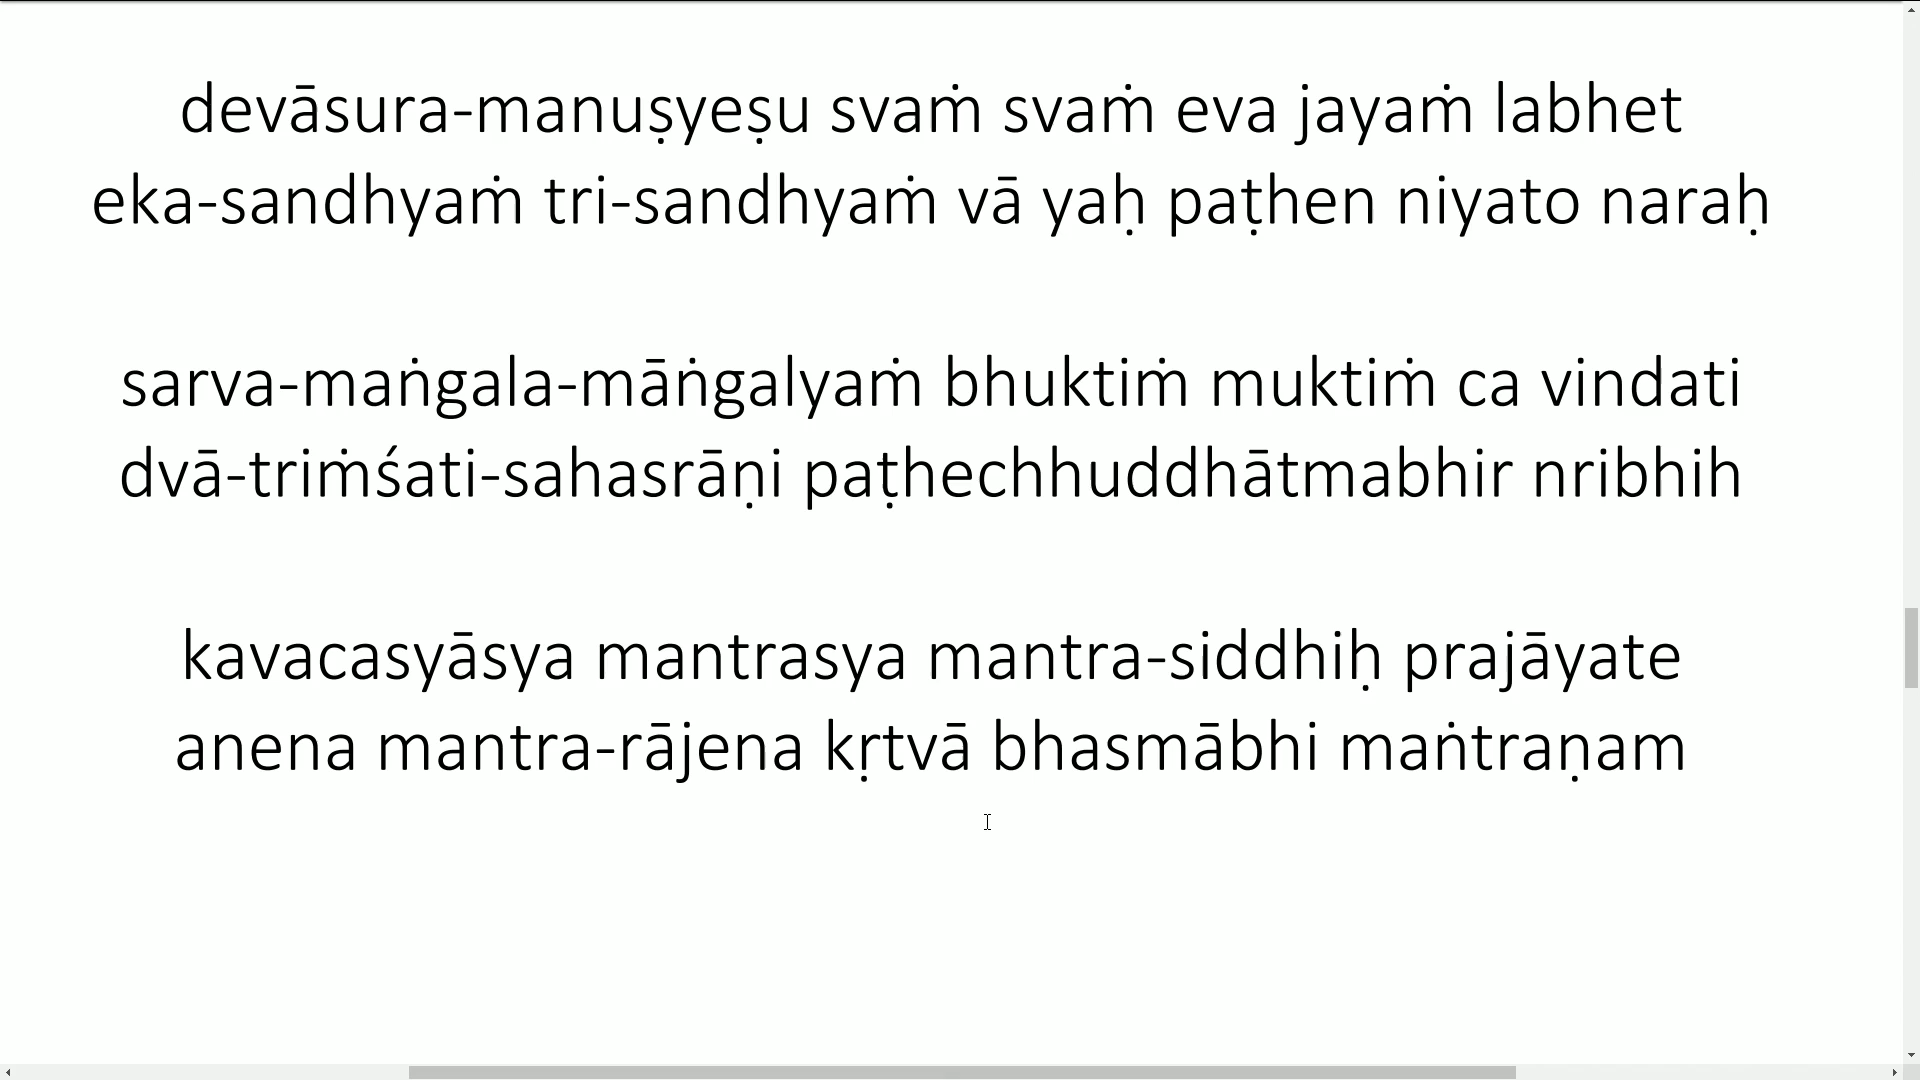 devāsura-manuṣyeṣu svaṁ svaṁ eva jayaṁ labhet
eka-sandhyaṁ tri-sandhyaṁ vā yaḥ paṭhen niyato naraḥ
sarva-maṅgala-māṅgalyaṁ bhuktiṁ muktiṁ ca vindati
dvā-triṁśati-sahasrāṇi paṭhechhuddhātmabhir nribhih
kavacasyāsya mantrasya mantra-siddhiḥ prajāyate
anena mantra-rājena kṛtvā bhasmābhi maṅtraṇam